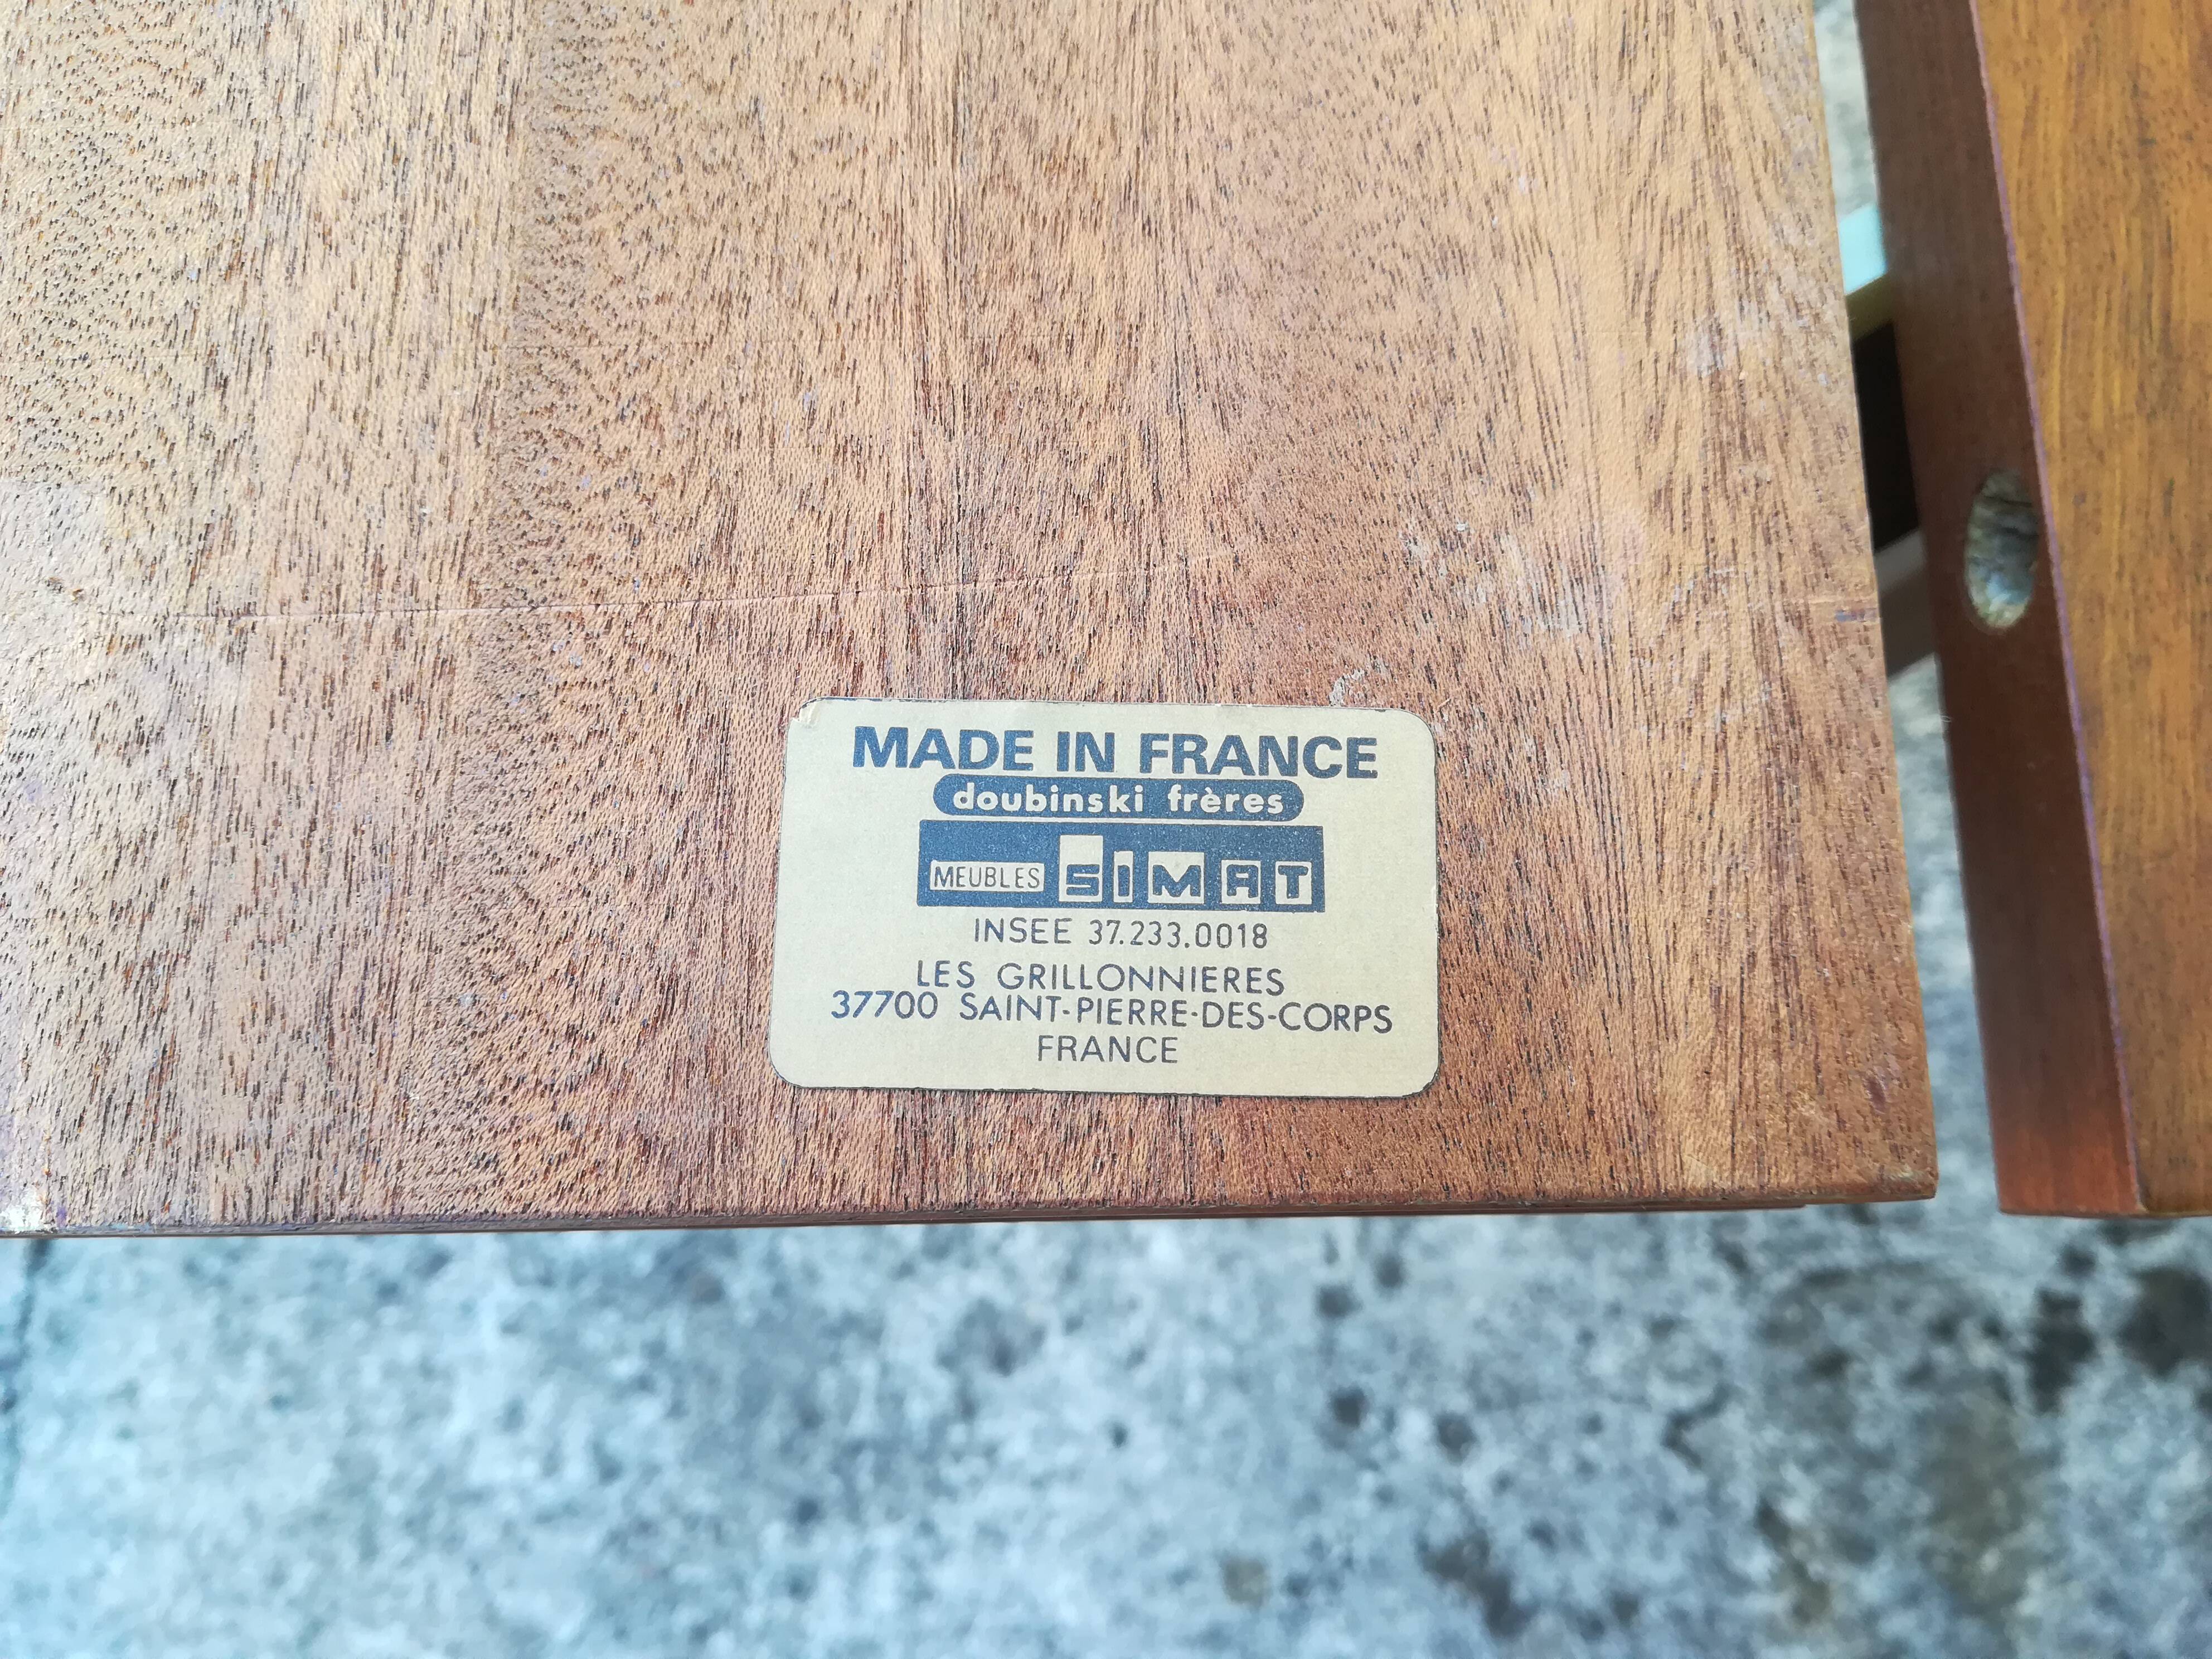 MADE IN FRANCE
doubinski frères
MEUBLES SIMAT
INSEE 37.233.0018
LES GRILLONNIERES
37700 SAINT-PIERRE-DES-CORPS
FRANCE